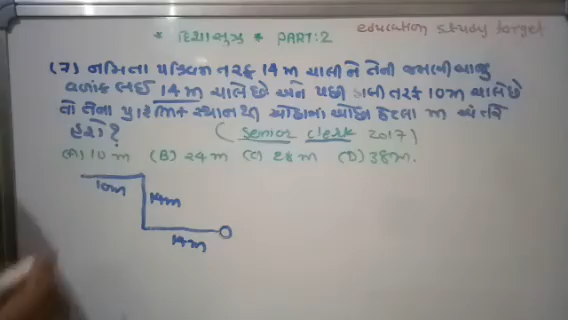 education study target
* દિશાસુઝ * PART:2
(7) નમિતા પશ્ચિમ તરફ 14 m ચાલીને તેની જમણી બાજુ
વળાંક લઈ 14 m ચાલે છે અને પછી ડાબી તરફ 10m ચાલે છે
તો તેના પ્રારંભિક સ્થાનથી ઓછામાં ઓછા કેટલા m અંતરે
હશે?
(Senior clerk 2017)
(A) 10 m (B) 24 m (C) 28 m (D) 38 m.
10m
14m
14m